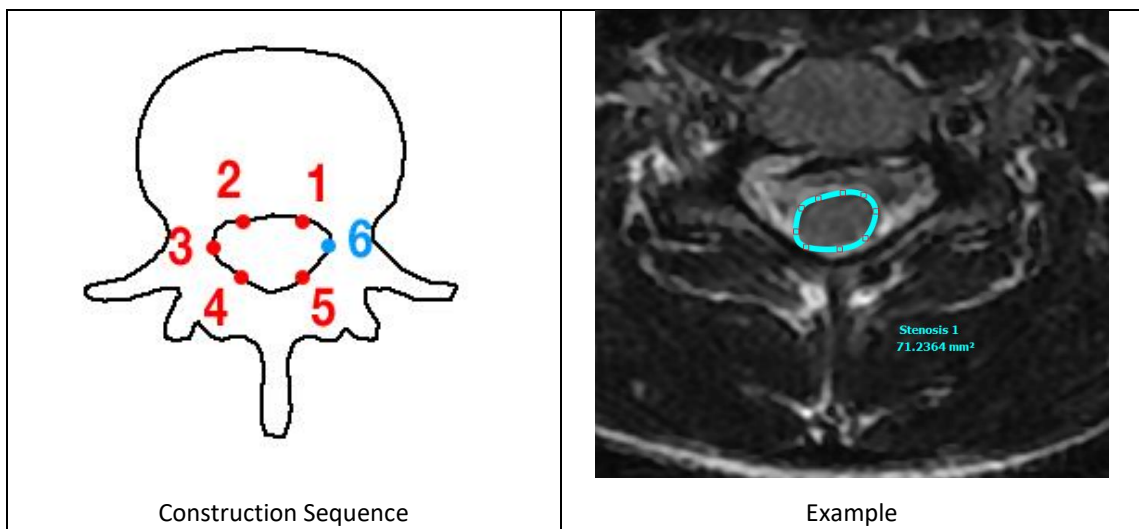 2 1
3 6
4 5
Construction Sequence
Stenosis 1
71.2364 mm²
Example